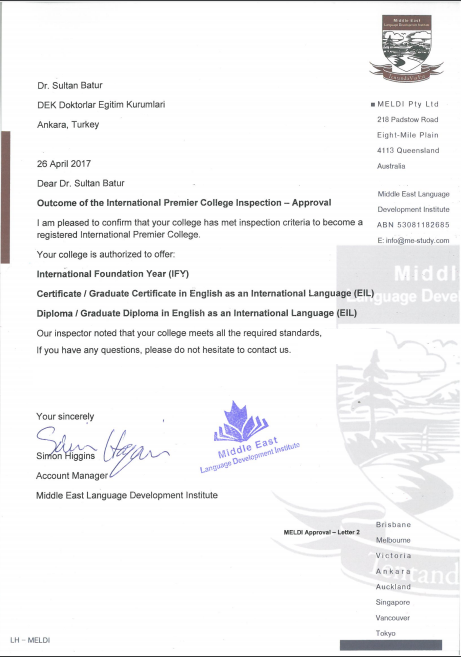 Middle East
Language Development Institute
Dr. Sultan Batur
DEK Doktorlar Egitim Kurumlari
Ankara, Turkey
MELDI Pty Ltd
218 Padstow Road
Eight-Mile Plain
4113 Queensland
Australia
Middle East Language
Development Institute
ABN 53081182685
E: info@me-study.com
26 April 2017
Dear Dr. Sultan Batur
Outcome of the International Premier College Inspection – Approval
I am pleased to confirm that your college has met inspection criteria to become a
registered International Premier College.
Your college is authorized to offer:
International Foundation Year (IFY)
Certificate / Graduate Certificate in English as an International Language (EIL)
Diploma / Graduate Diploma in English as an International Language (EIL)
Our inspector noted that your college meets all the required standards,
If you have any questions, please do not hesitate to contact us.
Middl
guage Deve
Your sincerely
Simon Higgins
Account Manager
Middle East Language Development Institute
Middle East
Language Development Institute
MELDI Approval – Letter 2
Brisbane
Melbourne
Victoria
Ankara
Auckland
Singapore
Vancouver
Tokyo
LH – MELDI